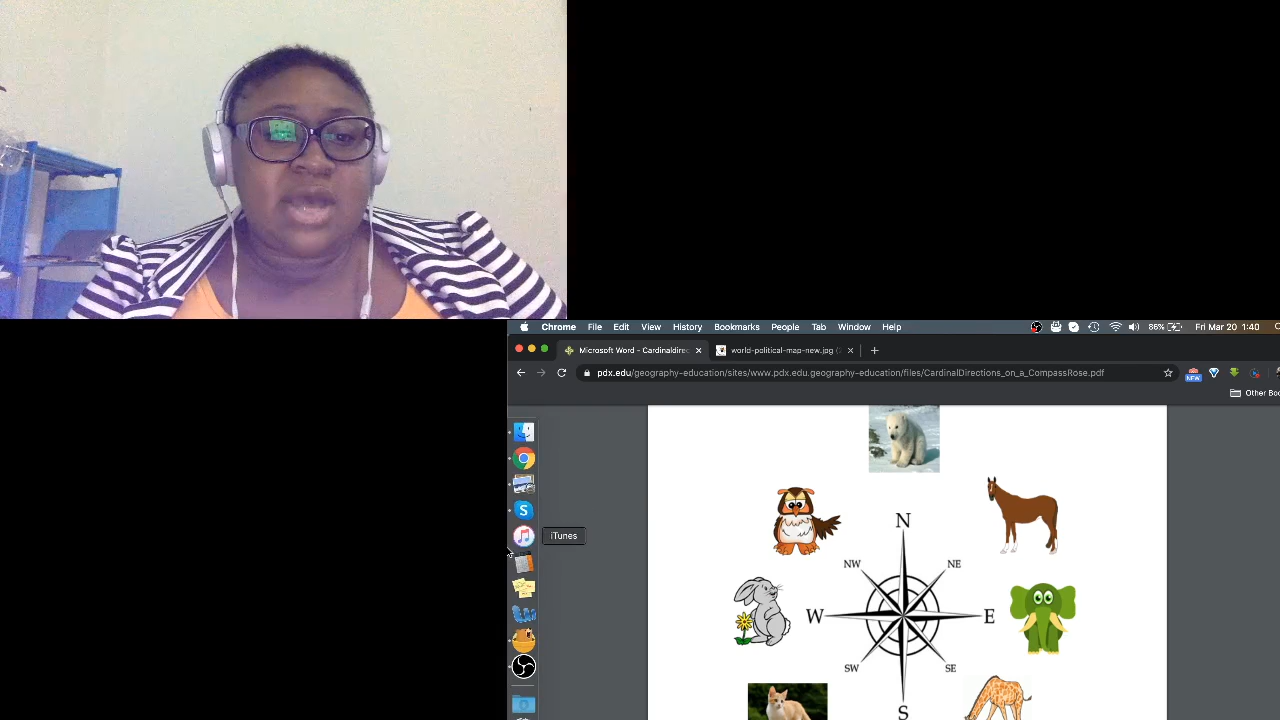 Chrome File Edit View History Bookmarks People Tab Window Help 86% Fri Mar 20 1:40
Microsoft Word - Cardinaldirec
world-political-map-new.jpg (
pdx.edu/geography-education/sites/www.pdx.edu.geography-education/files/CardinalDirections_on_a_CompassRose.pdf
NEW
Other Boo
iTunes
N
NW NE
W E
SW SE
S